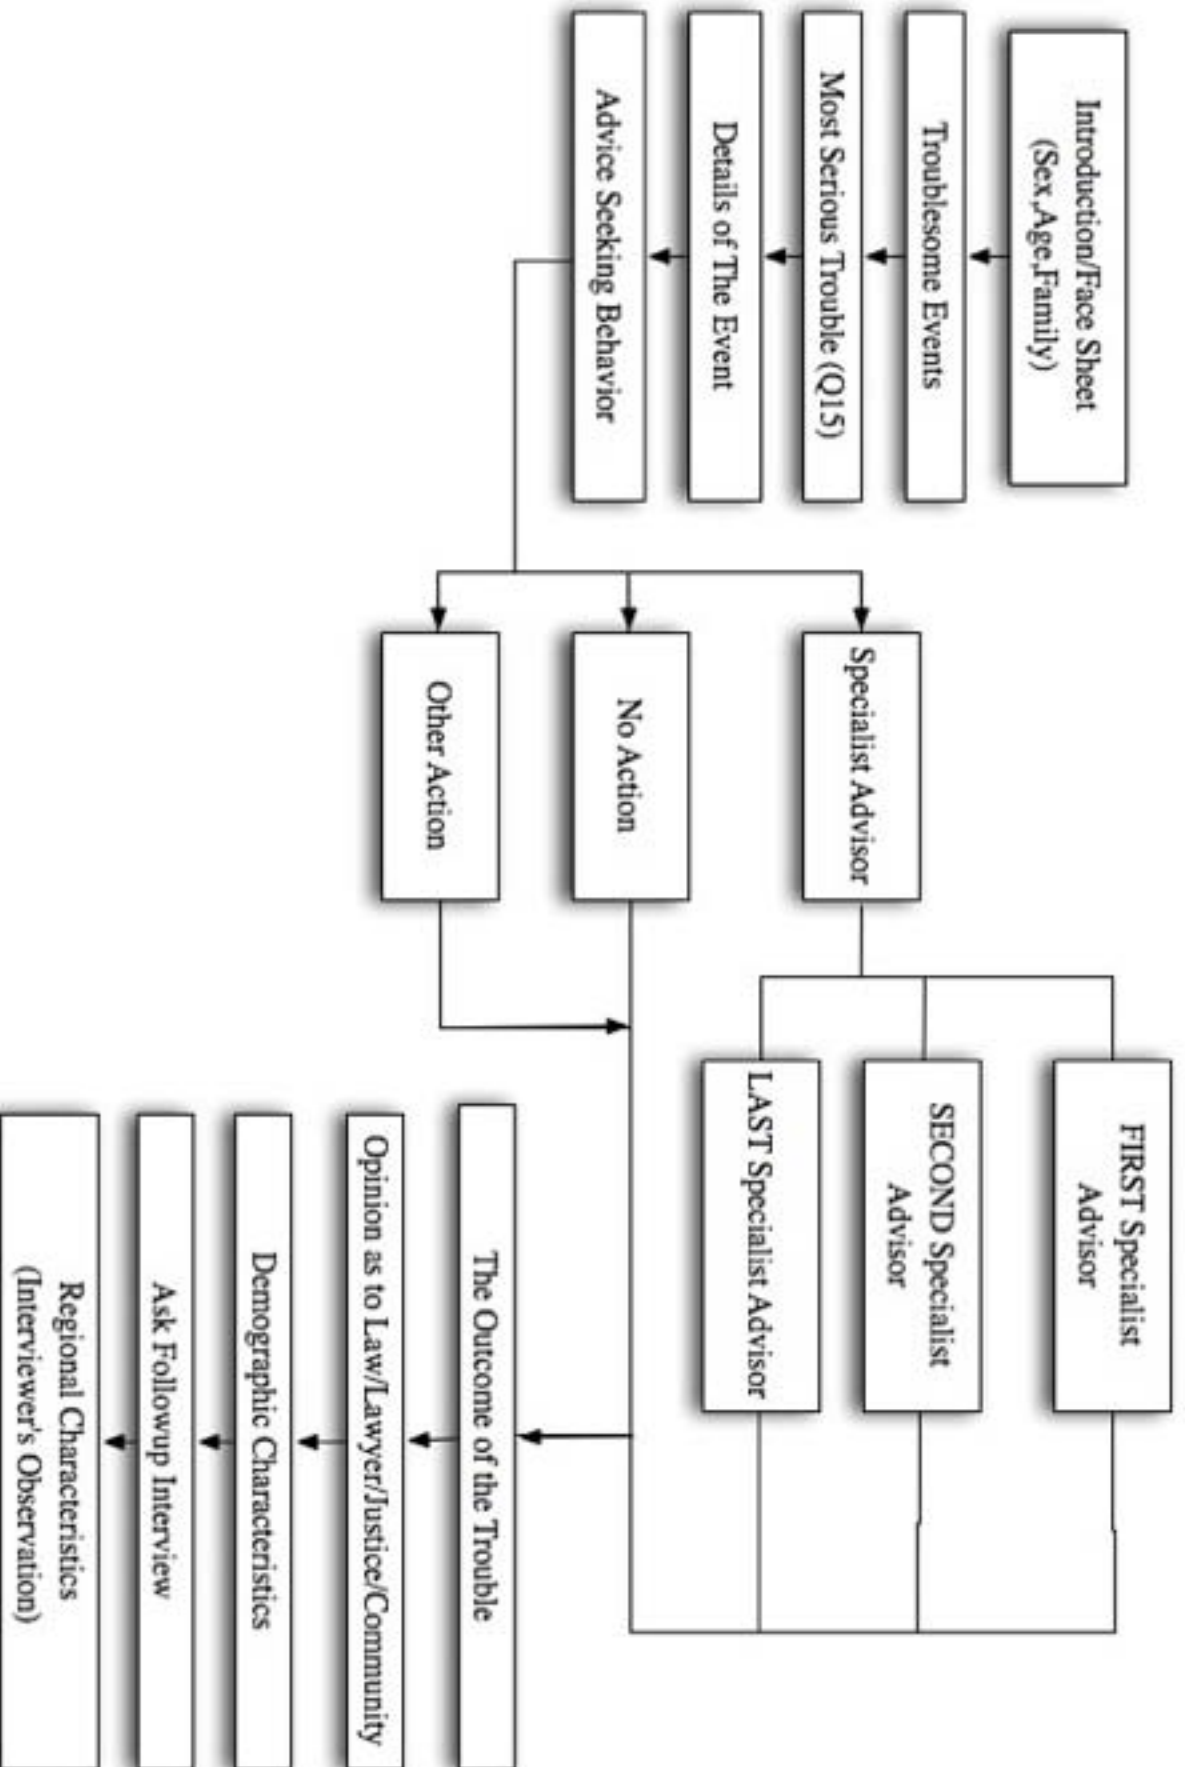 Introduction/Face Sheet
(Sex,Age,Family)
Troublesome Events
Most Serious Trouble (Q15)
Details of The Event
Advice Seeking Behavior
Specialist Advisor
No Action
Other Action
FIRST Specialist
Advisor
SECOND Specialist
Advisor
LAST Specialist Advisor
The Outcome of the Trouble
Opinion as to Law/Lawyer/Justice/Community
Demographic Characteristics
Ask Followup Interview
Regional Characteristics
(Interviewer's Observation)